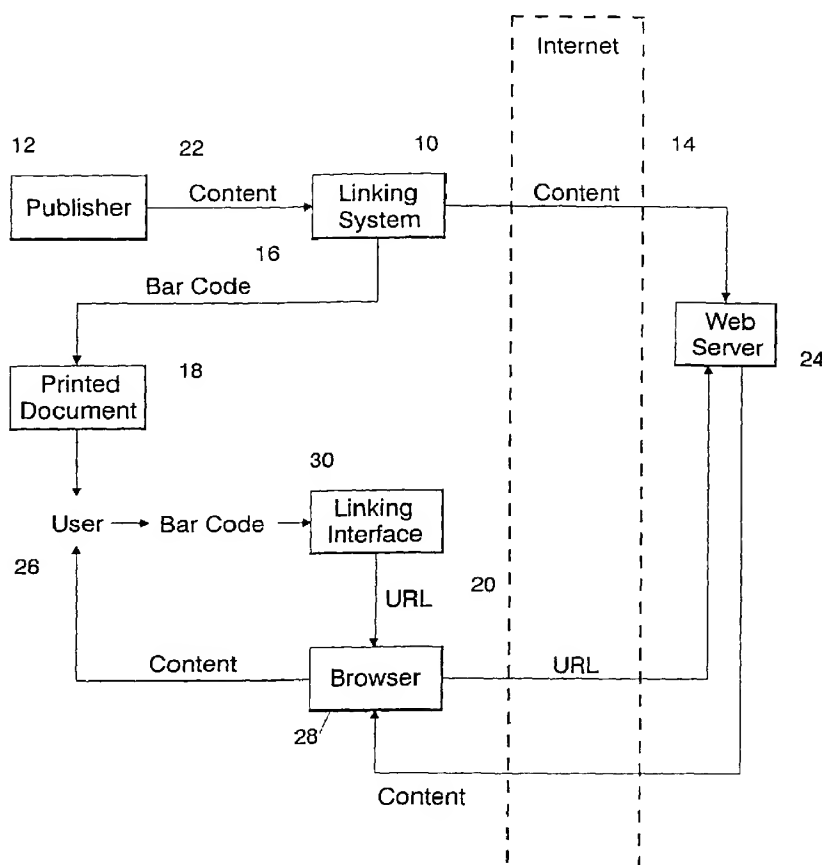 Internet
12
22
10
14
Publisher
Content
Linking
System
Content
16
Bar Code
Web
Server
24
18
Printed
Document
30
User
Bar Code
Linking
Interface
26
URL
20
Content
Browser
URL
28
Content